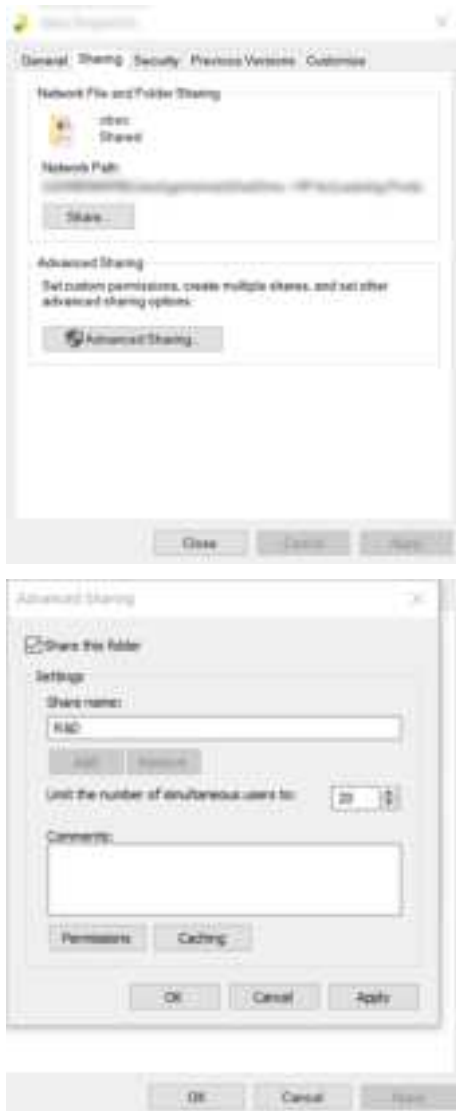 General Sharing Security Previous Versions Customise
Network File and Folder Sharing
Shared
Network Path:
Share...
Advanced Sharing
Set custom permissions, create multiple shares, and set other
advanced sharing options.
Advanced Sharing...
Close Cancel Apply
Advanced Sharing
Share this folder
Settings
Share name:
Add Remove
Limit the number of simultaneous users to: 20
Comments:
Permissions Caching
OK Cancel Apply
OK Cancel Apply